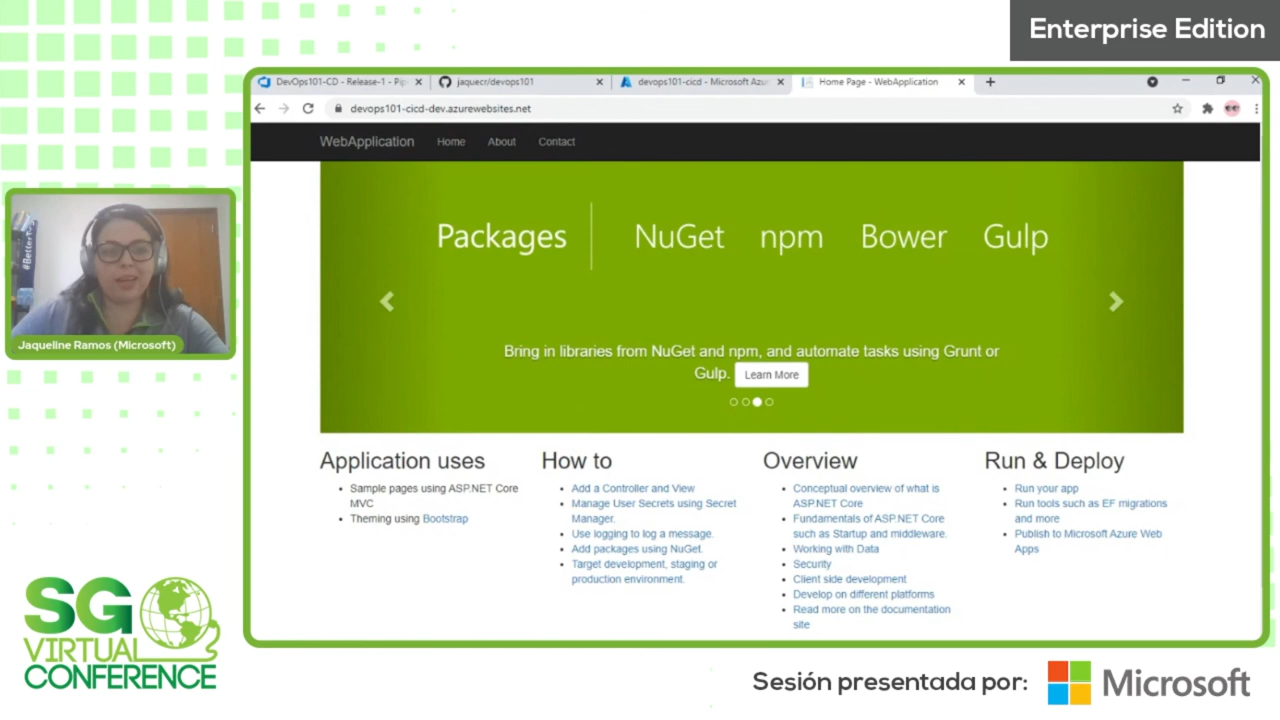 Enterprise Edition
DevOps101-CD - Release-1 - Pip
jaquecr/devops101
devops101-cicd - Microsoft Azur
Home Page - WebApplication
devops101-cicd-dev.azurewebsites.net
WebApplication Home About Contact
Packages NuGet npm Bower Gulp
Bring in libraries from NuGet and npm, and automate tasks using Grunt or
Gulp. Learn More
Application uses
Sample pages using ASP.NET Core
MVC
Theming using Bootstrap
How to
Add a Controller and View
Manage User Secrets using Secret
Manager.
Use logging to log a message.
Add packages using NuGet.
Target development, staging or
production environment.
Overview
Conceptual overview of what is
ASP.NET Core
Fundamentals of ASP.NET Core
such as Startup and middleware.
Working with Data
Security
Client side development
Develop on different platforms
Read more on the documentation
site
Run & Deploy
Run your app
Run tools such as EF migrations
and more
Publish to Microsoft Azure Web
Apps
Jaqueline Ramos (Microsoft)
SG
VIRTUAL
CONFERENCE
Sesión presentada por: Microsoft